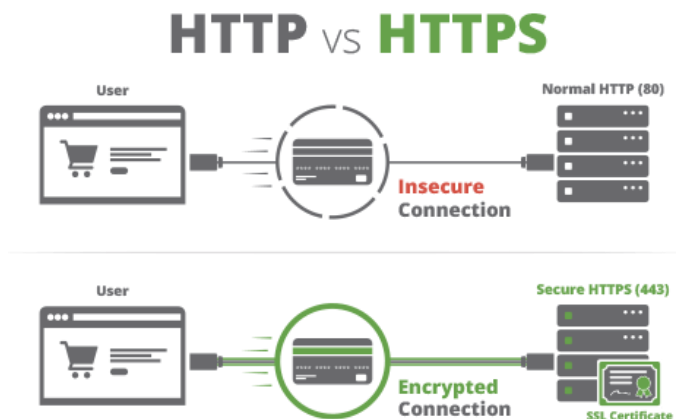 HTTP vs HTTPS
User
Normal HTTP (80)
Insecure
Connection
User
Secure HTTPS (443)
Encrypted
Connection
SSL Certificate